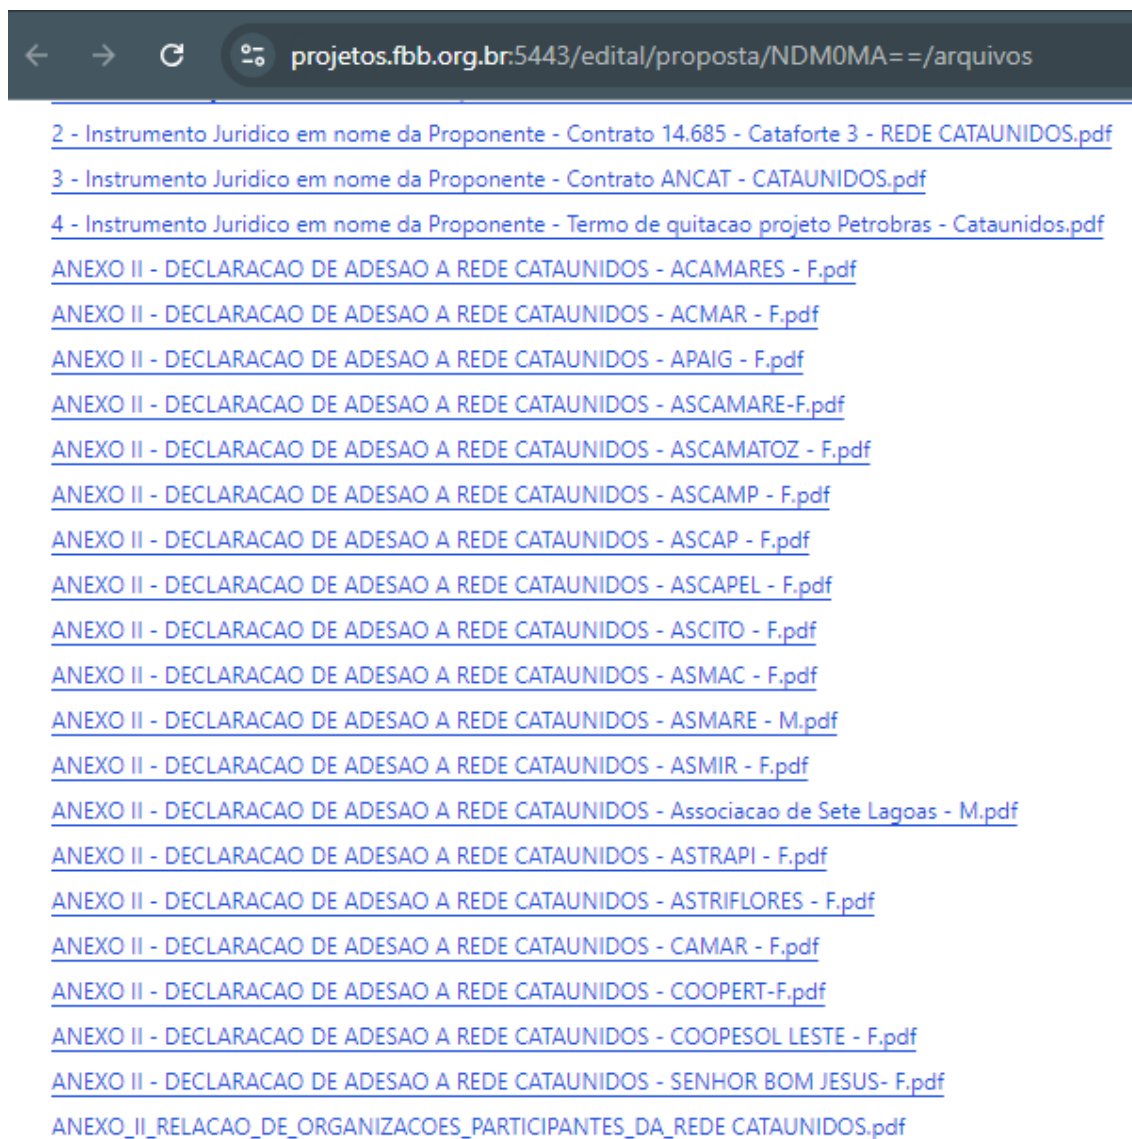 projetos.fbb.org.br:5443/edital/proposta/NDM0MA==/arquivos
2 - Instrumento Juridico em nome da Proponente - Contrato 14.685 - Cataforte 3 - REDE CATAUNIDOS.pdf
3 - Instrumento Juridico em nome da Proponente - Contrato ANCAT - CATAUNIDOS.pdf
4 - Instrumento Juridico em nome da Proponente - Termo de quitacao projeto Petrobras - Cataunidos.pdf
ANEXO II - DECLARACAO DE ADESAO A REDE CATAUNIDOS - ACAMARES - F.pdf
ANEXO II - DECLARACAO DE ADESAO A REDE CATAUNIDOS - ACMAR - F.pdf
ANEXO II - DECLARACAO DE ADESAO A REDE CATAUNIDOS - APAIG - F.pdf
ANEXO II - DECLARACAO DE ADESAO A REDE CATAUNIDOS - ASCAMARE-F.pdf
ANEXO II - DECLARACAO DE ADESAO A REDE CATAUNIDOS - ASCAMATOZ - F.pdf
ANEXO II - DECLARACAO DE ADESAO A REDE CATAUNIDOS - ASCAMP - F.pdf
ANEXO II - DECLARACAO DE ADESAO A REDE CATAUNIDOS - ASCAP - F.pdf
ANEXO II - DECLARACAO DE ADESAO A REDE CATAUNIDOS - ASCAPEL - F.pdf
ANEXO II - DECLARACAO DE ADESAO A REDE CATAUNIDOS - ASCITO - F.pdf
ANEXO II - DECLARACAO DE ADESAO A REDE CATAUNIDOS - ASMAC - F.pdf
ANEXO II - DECLARACAO DE ADESAO A REDE CATAUNIDOS - ASMARE - M.pdf
ANEXO II - DECLARACAO DE ADESAO A REDE CATAUNIDOS - ASMIR - F.pdf
ANEXO II - DECLARACAO DE ADESAO A REDE CATAUNIDOS - Associacao de Sete Lagoas - M.pdf
ANEXO II - DECLARACAO DE ADESAO A REDE CATAUNIDOS - ASTRAPI - F.pdf
ANEXO II - DECLARACAO DE ADESAO A REDE CATAUNIDOS - ASTRIFLORES - F.pdf
ANEXO II - DECLARACAO DE ADESAO A REDE CATAUNIDOS - CAMAR - F.pdf
ANEXO II - DECLARACAO DE ADESAO A REDE CATAUNIDOS - COOPERT-F.pdf
ANEXO II - DECLARACAO DE ADESAO A REDE CATAUNIDOS - COOPESOL LESTE - F.pdf
ANEXO II - DECLARACAO DE ADESAO A REDE CATAUNIDOS - SENHOR BOM JESUS- F.pdf
ANEXO_II_RELACAO_DE_ORGANIZACOES_PARTICIPANTES_DA_REDE CATAUNIDOS.pdf